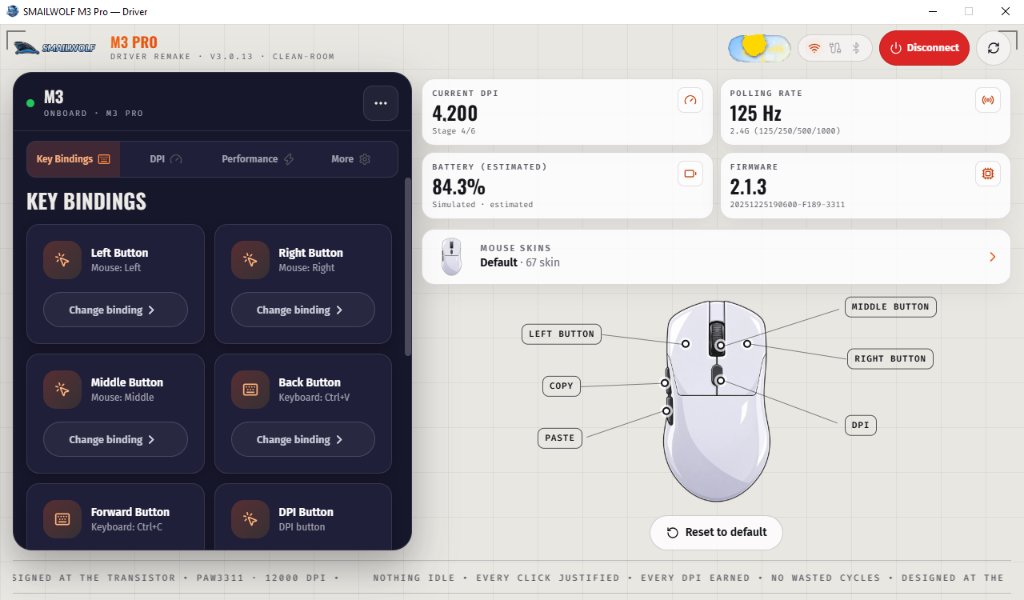 SMAILWOLF M3 Pro — Driver
SMAILWOLF
M3 PRO
DRIVER REMAKE · V3.0.13 · CLEAN-ROOM
Disconnect
M3
ONBOARD · M3 PRO
Key Bindings
DPI
Performance
More
KEY BINDINGS
Left Button
Mouse: Left
Change binding
Right Button
Mouse: Right
Change binding
Middle Button
Mouse: Middle
Change binding
Back Button
Keyboard: Ctrl+V
Change binding
Forward Button
Keyboard: Ctrl+C
DPI Button
DPI button
CURRENT DPI
4.200
Stage 4/6
POLLING RATE
125 Hz
2.4G (125/250/500/1000)
BATTERY (ESTIMATED)
84.3%
Simulated · estimated
FIRMWARE
2.1.3
20251225190600-F189-3311
MOUSE SKINS
Default · 67 skin
MIDDLE BUTTON
LEFT BUTTON
RIGHT BUTTON
COPY
DPI
PASTE
Reset to default
SIGNED AT THE TRANSISTOR · PAW3311 · 12000 DPI · NOTHING IDLE · EVERY CLICK JUSTIFIED · EVERY DPI EARNED · NO WASTED CYCLES · DESIGNED AT THE